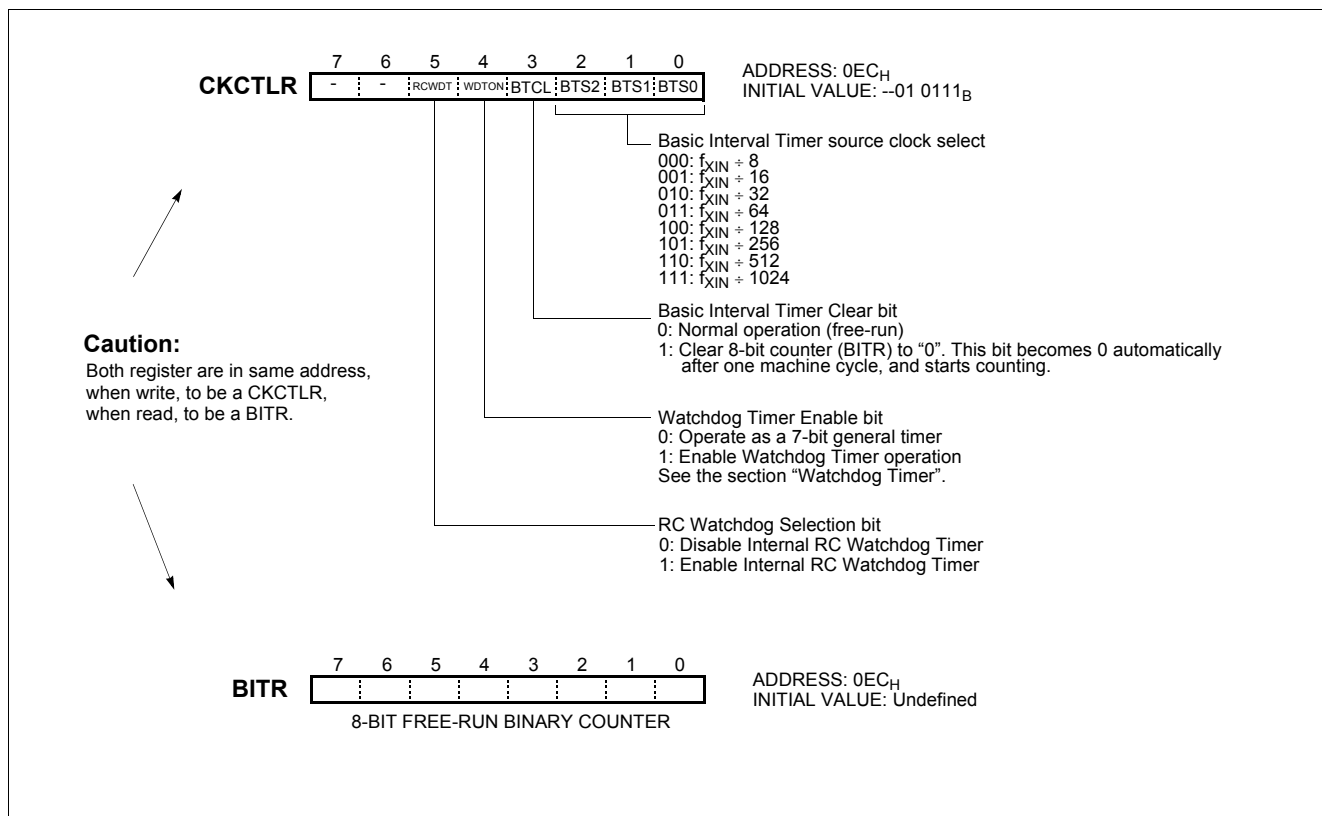 7 6 5 4 3 2 1 0
CKCTLR - - RCWDT WDTON BTCL BTS2 BTS1 BTS0
ADDRESS: 0ECH
INITIAL VALUE: --01 0111B
Basic Interval Timer source clock select
000: fXIN ÷ 8
001: fXIN ÷ 16
010: fXIN ÷ 32
011: fXIN ÷ 64
100: fXIN ÷ 128
101: fXIN ÷ 256
110: fXIN ÷ 512
111: fXIN ÷ 1024
Basic Interval Timer Clear bit
0: Normal operation (free-run)
1: Clear 8-bit counter (BITR) to “0”. This bit becomes 0 automatically
after one machine cycle, and starts counting.
Caution:
Both register are in same address,
when write, to be a CKCTLR,
when read, to be a BITR.
Watchdog Timer Enable bit
0: Operate as a 7-bit general timer
1: Enable Watchdog Timer operation
See the section “Watchdog Timer”.
RC Watchdog Selection bit
0: Disable Internal RC Watchdog Timer
1: Enable Internal RC Watchdog Timer
7 6 5 4 3 2 1 0
BITR
ADDRESS: 0ECH
INITIAL VALUE: Undefined
8-BIT FREE-RUN BINARY COUNTER